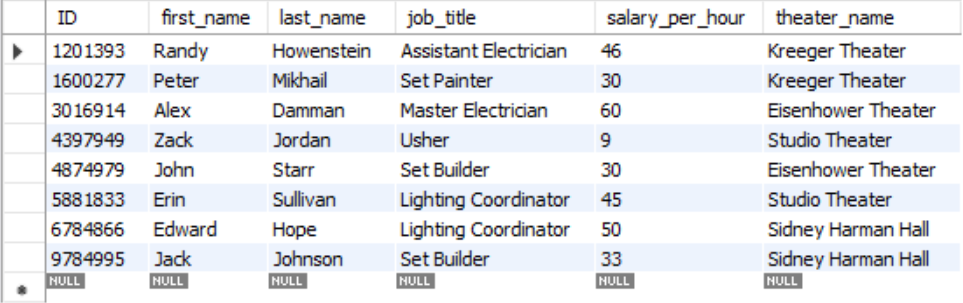 ID first_name last_name job_title salary_per_hour theater_name
1201393 Randy Howenstein Assistant Electrician 46 Kreeger Theater
1600277 Peter Mikhail Set Painter 30 Kreeger Theater
3016914 Alex Damman Master Electrician 60 Eisenhower Theater
4397949 Zack Jordan Usher 9 Studio Theater
4874979 John Starr Set Builder 30 Eisenhower Theater
5881833 Erin Sullivan Lighting Coordinator 45 Studio Theater
6784866 Edward Hope Lighting Coordinator 50 Sidney Harman Hall
9784995 Jack Johnson Set Builder 33 Sidney Harman Hall
NULL NULL NULL NULL NULL NULL